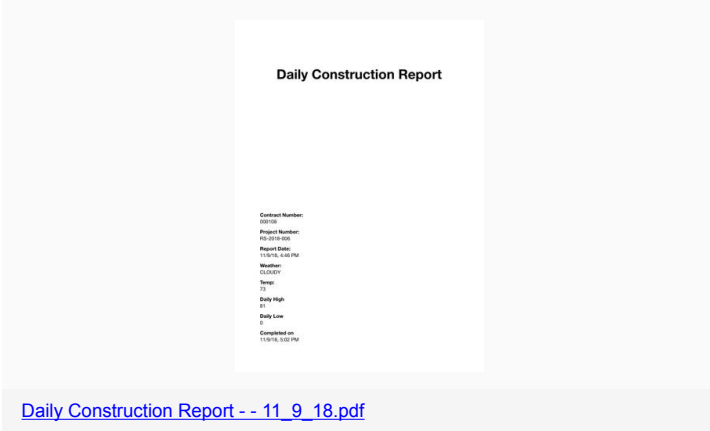 Daily Construction Report
Contract Number:
000106
Project Number:
RS-2018-006
Report Date:
11/9/18, 4:46 PM
Weather:
CLOUDY
Temp:
73
Daily High
81
Daily Low
0
Completed on
11/9/18, 5:02 PM
Daily Construction Report - - 11_9_18.pdf